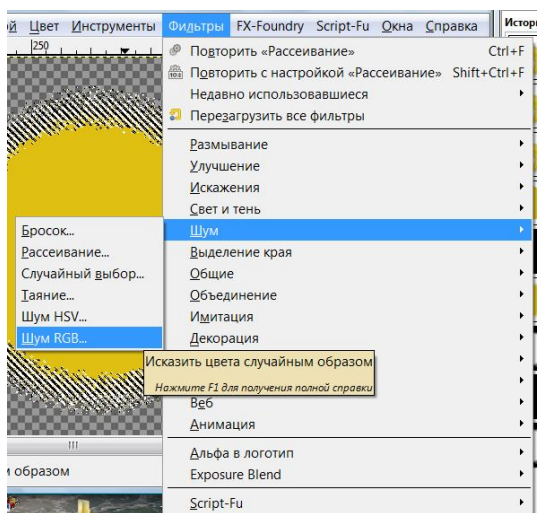 ой Цвет Инструменты Фильтры FX-Foundry Script-Fu Окна Справка
Истори
250
Повторить «Рассеивание» Ctrl+F
Повторить с настройкой «Рассеивание» Shift+Ctrl+F
Недавно использовавшиеся
Перезагрузить все фильтры
Размывание
Улучшение
Искажения
Свет и тень
Шум
Выделение края
Общие
Объединение
Имитация
Декорация
Веб
Анимация
Альфа в логотип
Exposure Blend
Script-Fu
Бросок...
Рассеивание...
Случайный выбор...
Таяние...
Шум HSV...
Шум RGB...
Исказить цвета случайным образом
Нажмите F1 для получения полной справки
м образом